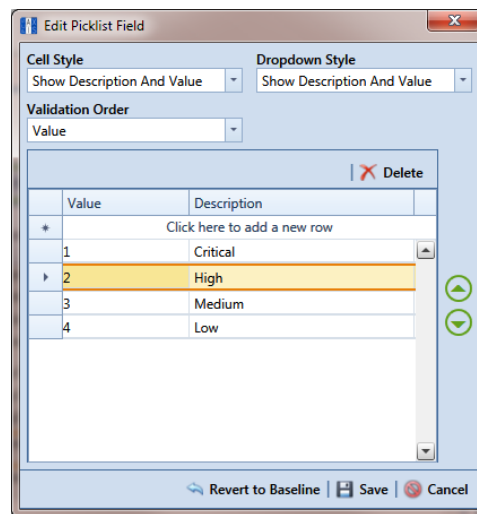 Edit Picklist Field
Cell Style Dropdown Style
Show Description And Value Show Description And Value
Validation Order
Value
Delete
Value Description
Click here to add a new row
1 Critical
2 High
3 Medium
4 Low
Revert to Baseline | Save | Cancel